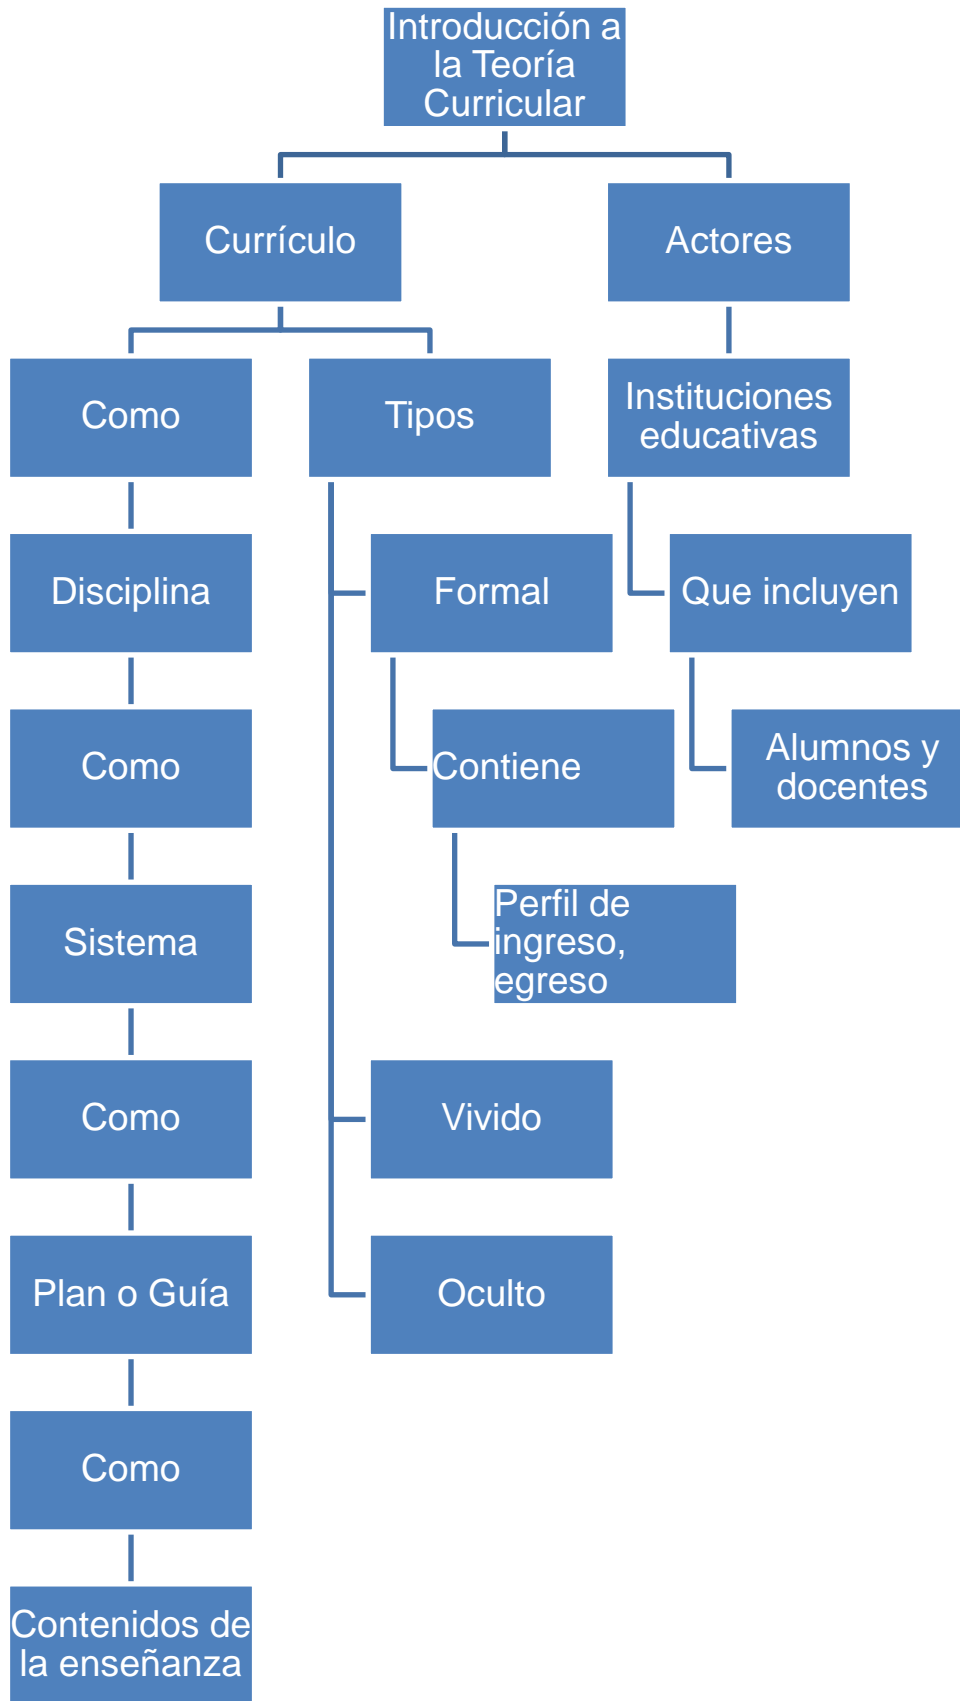 Introducción a
la Teoría
Curricular
Currículo
Actores
Como
Tipos
Instituciones
educativas
Disciplina
Formal
Que incluyen
Como
Contiene
Alumnos y
docentes
Sistema
Perfil de
ingreso,
egreso
Como
Vivido
Plan o Guía
Oculto
Como
Contenidos de
la enseñanza